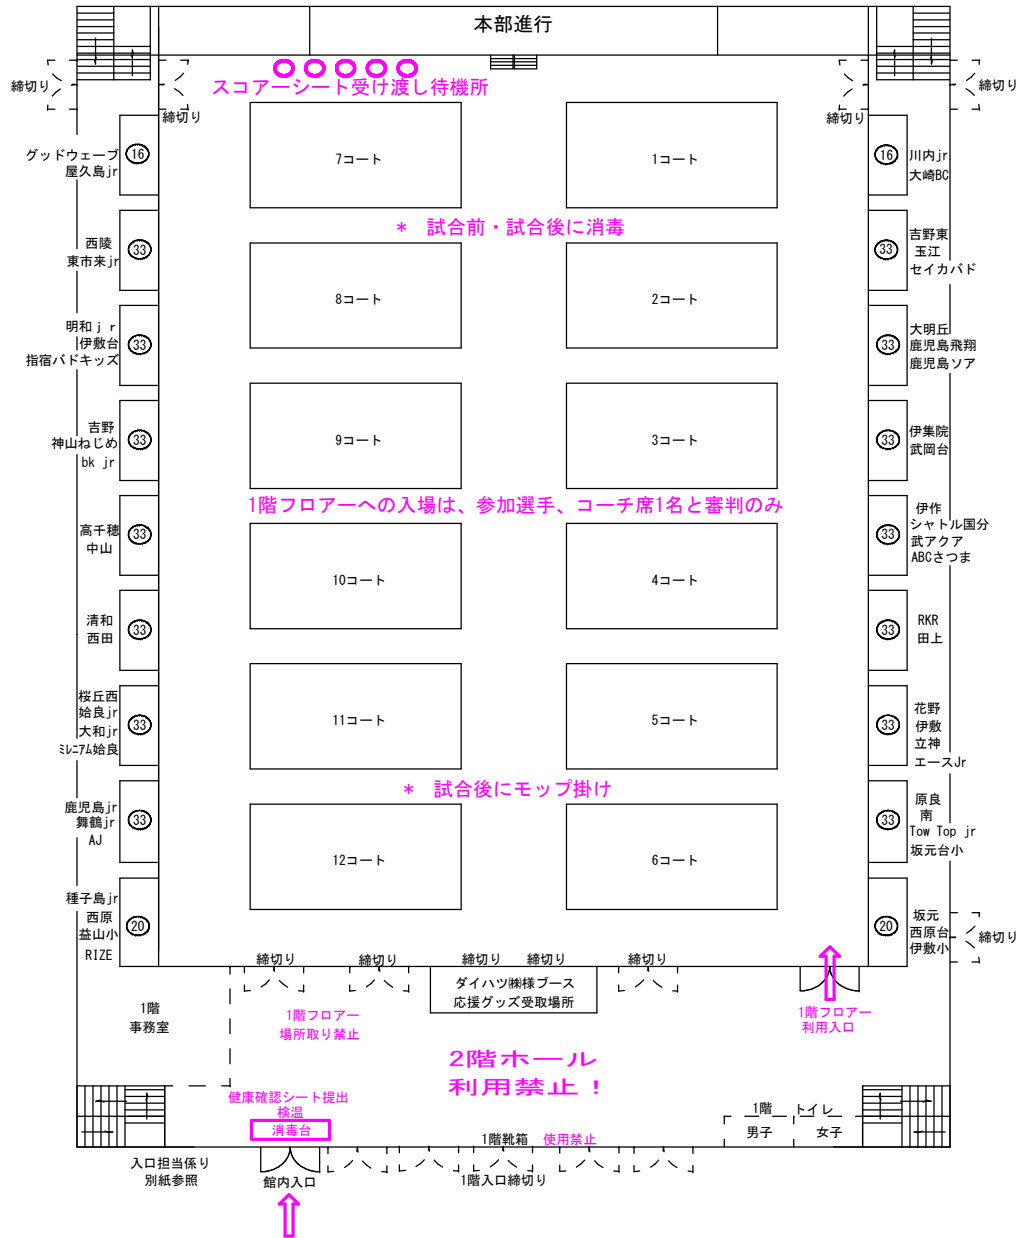 本部進行
スコアーシート受け渡し待機所
締切り
締切り
締切り
締切り
グッドウェーブ
屋久島jr
16
7コート
1コート
16
川内jr
大崎BC
* 試合前・試合後に消毒
西陵
東市来jr
33
8コート
2コート
33
吉野東
玉江
セイカバド
明和jr
伊敷台
指宿バドキッズ
33
33
大明丘
鹿児島飛翔
鹿児島ソア
吉野
神山ねじめ
bk jr
33
9コート
3コート
33
伊集院
武岡台
1階フロアーへの入場は、参加選手、コーチ席1名と審判のみ
高千穂
中山
33
10コート
4コート
33
伊作
シャトル国分
武アクア
ABCさつま
清和
西田
33
33
RKR
田上
桜丘西
姶良jr
大和jr
ミレニアム姶良
33
11コート
5コート
33
花野
伊敷
立神
エースJr
* 試合後にモップ掛け
鹿児島jr
舞鶴jr
AJ
33
12コート
6コート
33
原良
南
Tow Top jr
坂元台小
種子島jr
西原
益山小
RIZE
20
20
坂元
西原台
伊敷小
締切り
締切り
締切り
締切り
締切り
締切り
ダイハツ㈱様ブース
応援グッズ受取場所
1階
事務室
1階フロアー
場所取り禁止
1階フロアー
利用入口
2階ホール
利用禁止！
健康確認シート提出
検温
消毒台
1階 トイレ
男子
女子
1階靴箱 使用禁止
入口担当係り
別紙参照
館内入口
1階入口締切り